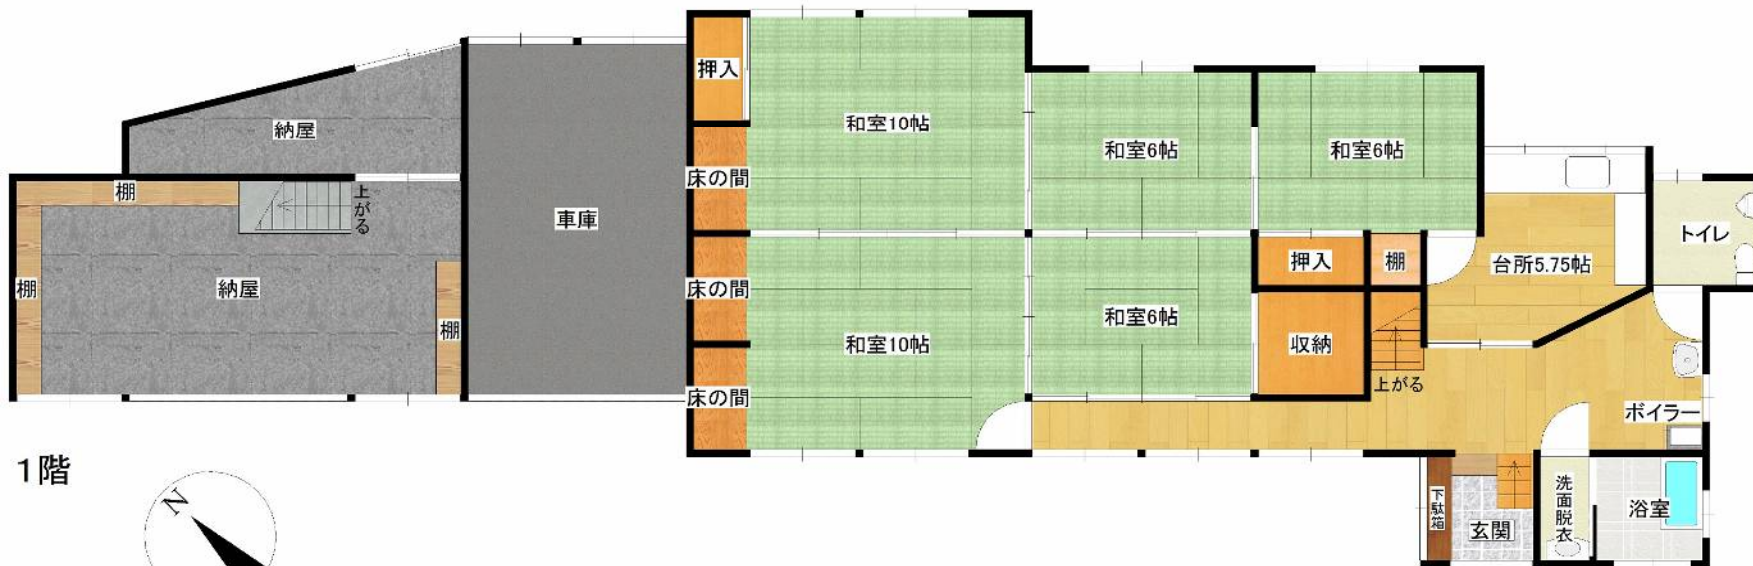 押入
納屋
棚
上がる
棚
納屋
棚
車庫
床の間
床の間
床の間
和室10帖
和室10帖
和室6帖
和室6帖
和室6帖
押入
棚
収納
上がる
台所5.75帖
トイレ
ボイラー
下駄箱
玄関
洗面脱衣
浴室
1階
N